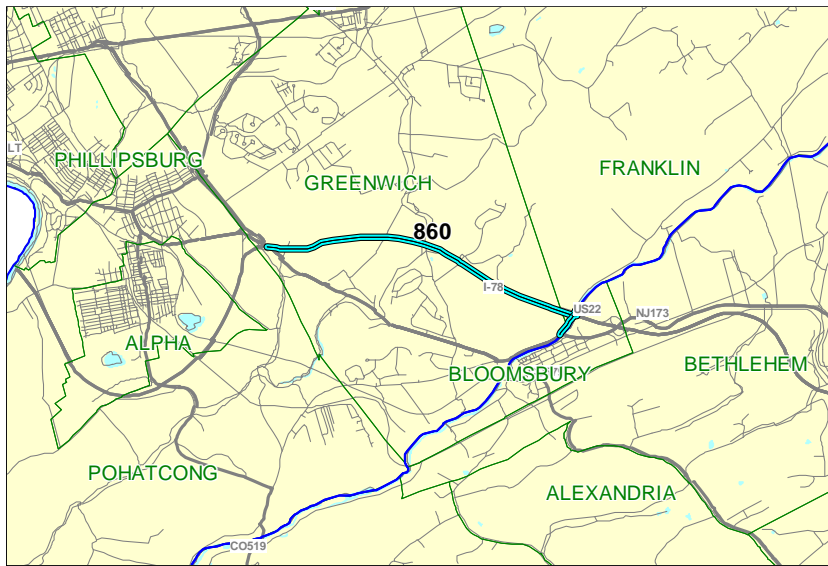 LT
PHILLIPSBURG
GREENWICH
FRANKLIN
860
I-78
US22
NJ173
ALPHA
BLOOMSBURY
BETHLEHEM
POHATCONG
ALEXANDRIA
CO519